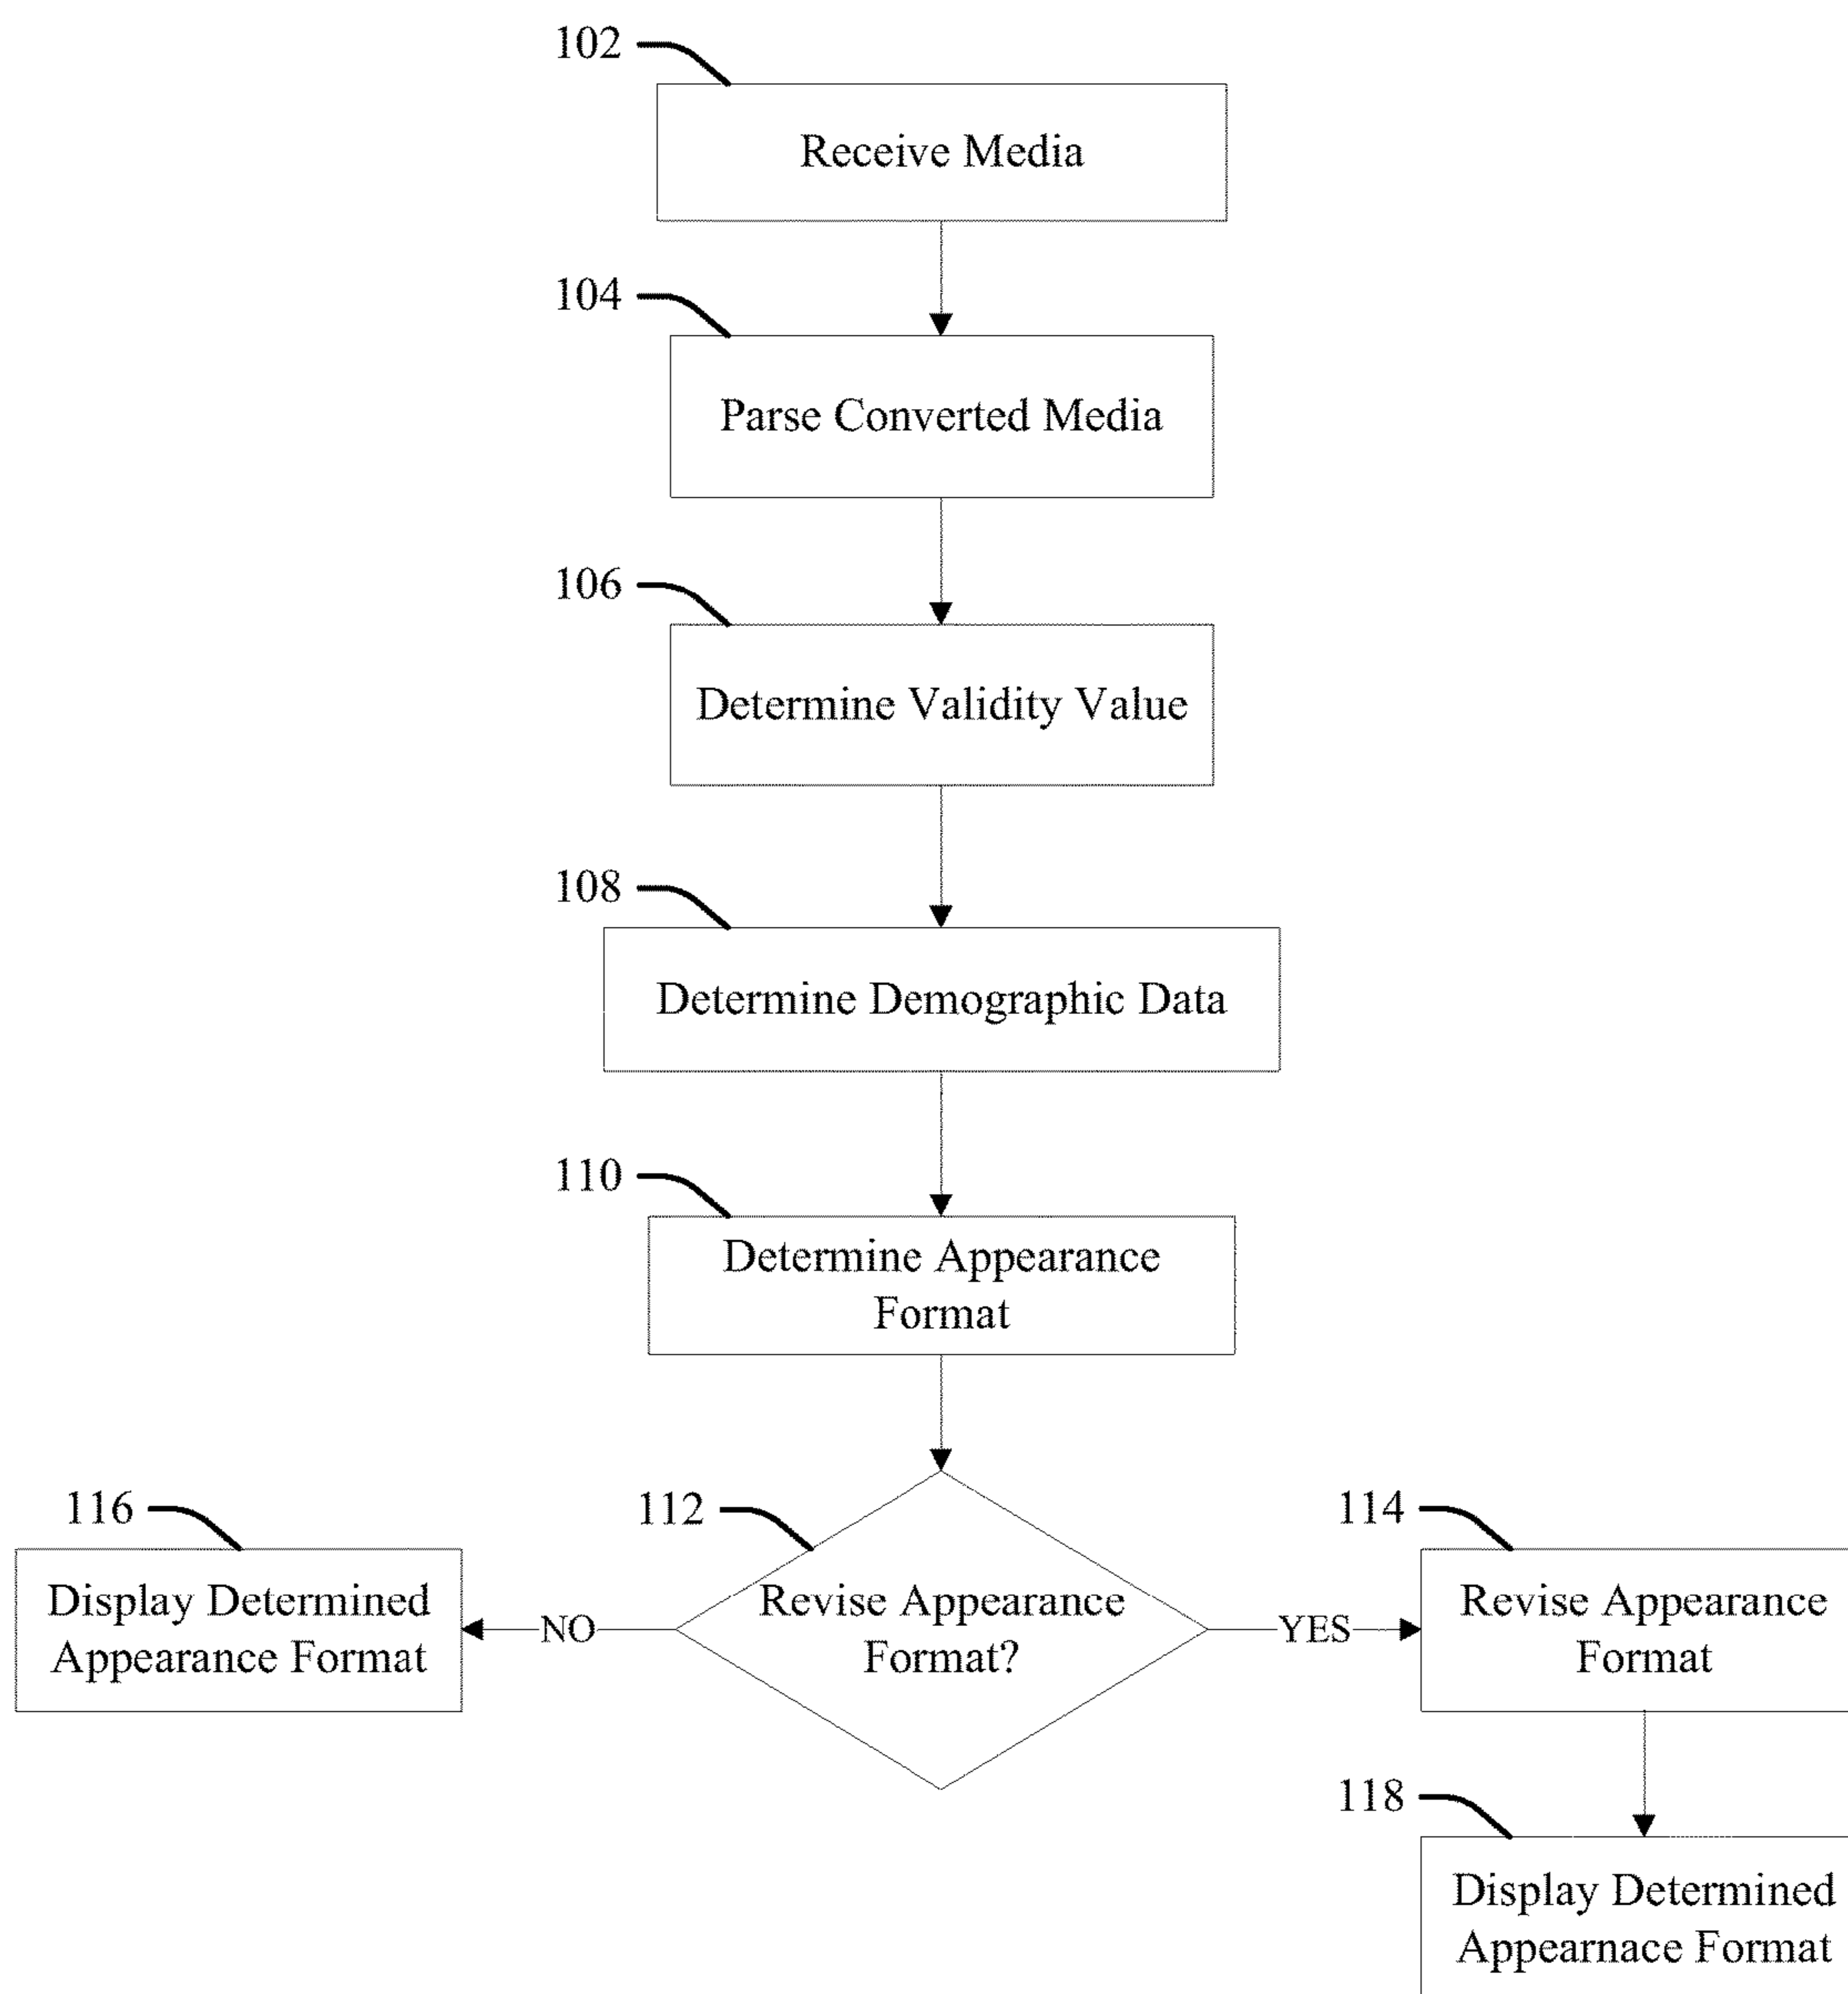 102
Receive Media
104
Parse Converted Media
106
Determine Validity Value
108
Determine Demographic Data
110
Determine Appearance
Format
116
Display Determined
Appearance Format
NO
112
Revise Appearance
Format?
YES
114
Revise Appearance
Format
118
Display Determined
Appearnace Format